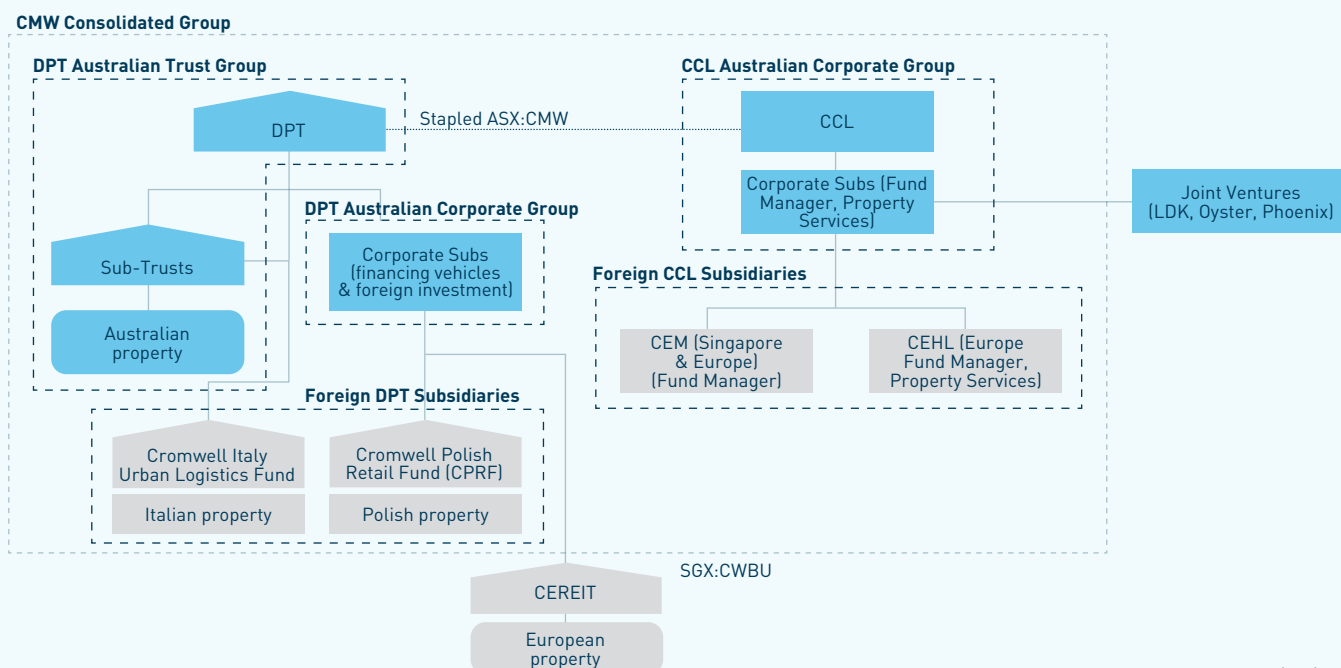 CMW Consolidated Group
DPT Australian Trust Group
DPT
Stapled ASX:CMW
CCL Australian Corporate Group
CCL
Corporate Subs (Fund
Manager, Property
Services)
Joint Ventures
(LDK, Oyster, Phoenix)
Sub-Trusts
Australian
property
DPT Australian Corporate Group
Corporate Subs
(financing vehicles
& foreign investment)
Foreign CCL Subsidiaries
CEM (Singapore
& Europe)
(Fund Manager)
CEHL (Europe
Fund Manager,
Property Services)
Foreign DPT Subsidiaries
Cromwell Italy
Urban Logistics Fund
Italian property
Cromwell Polish
Retail Fund (CPRF)
Polish property
SGX:CWBU
CEREIT
European
property